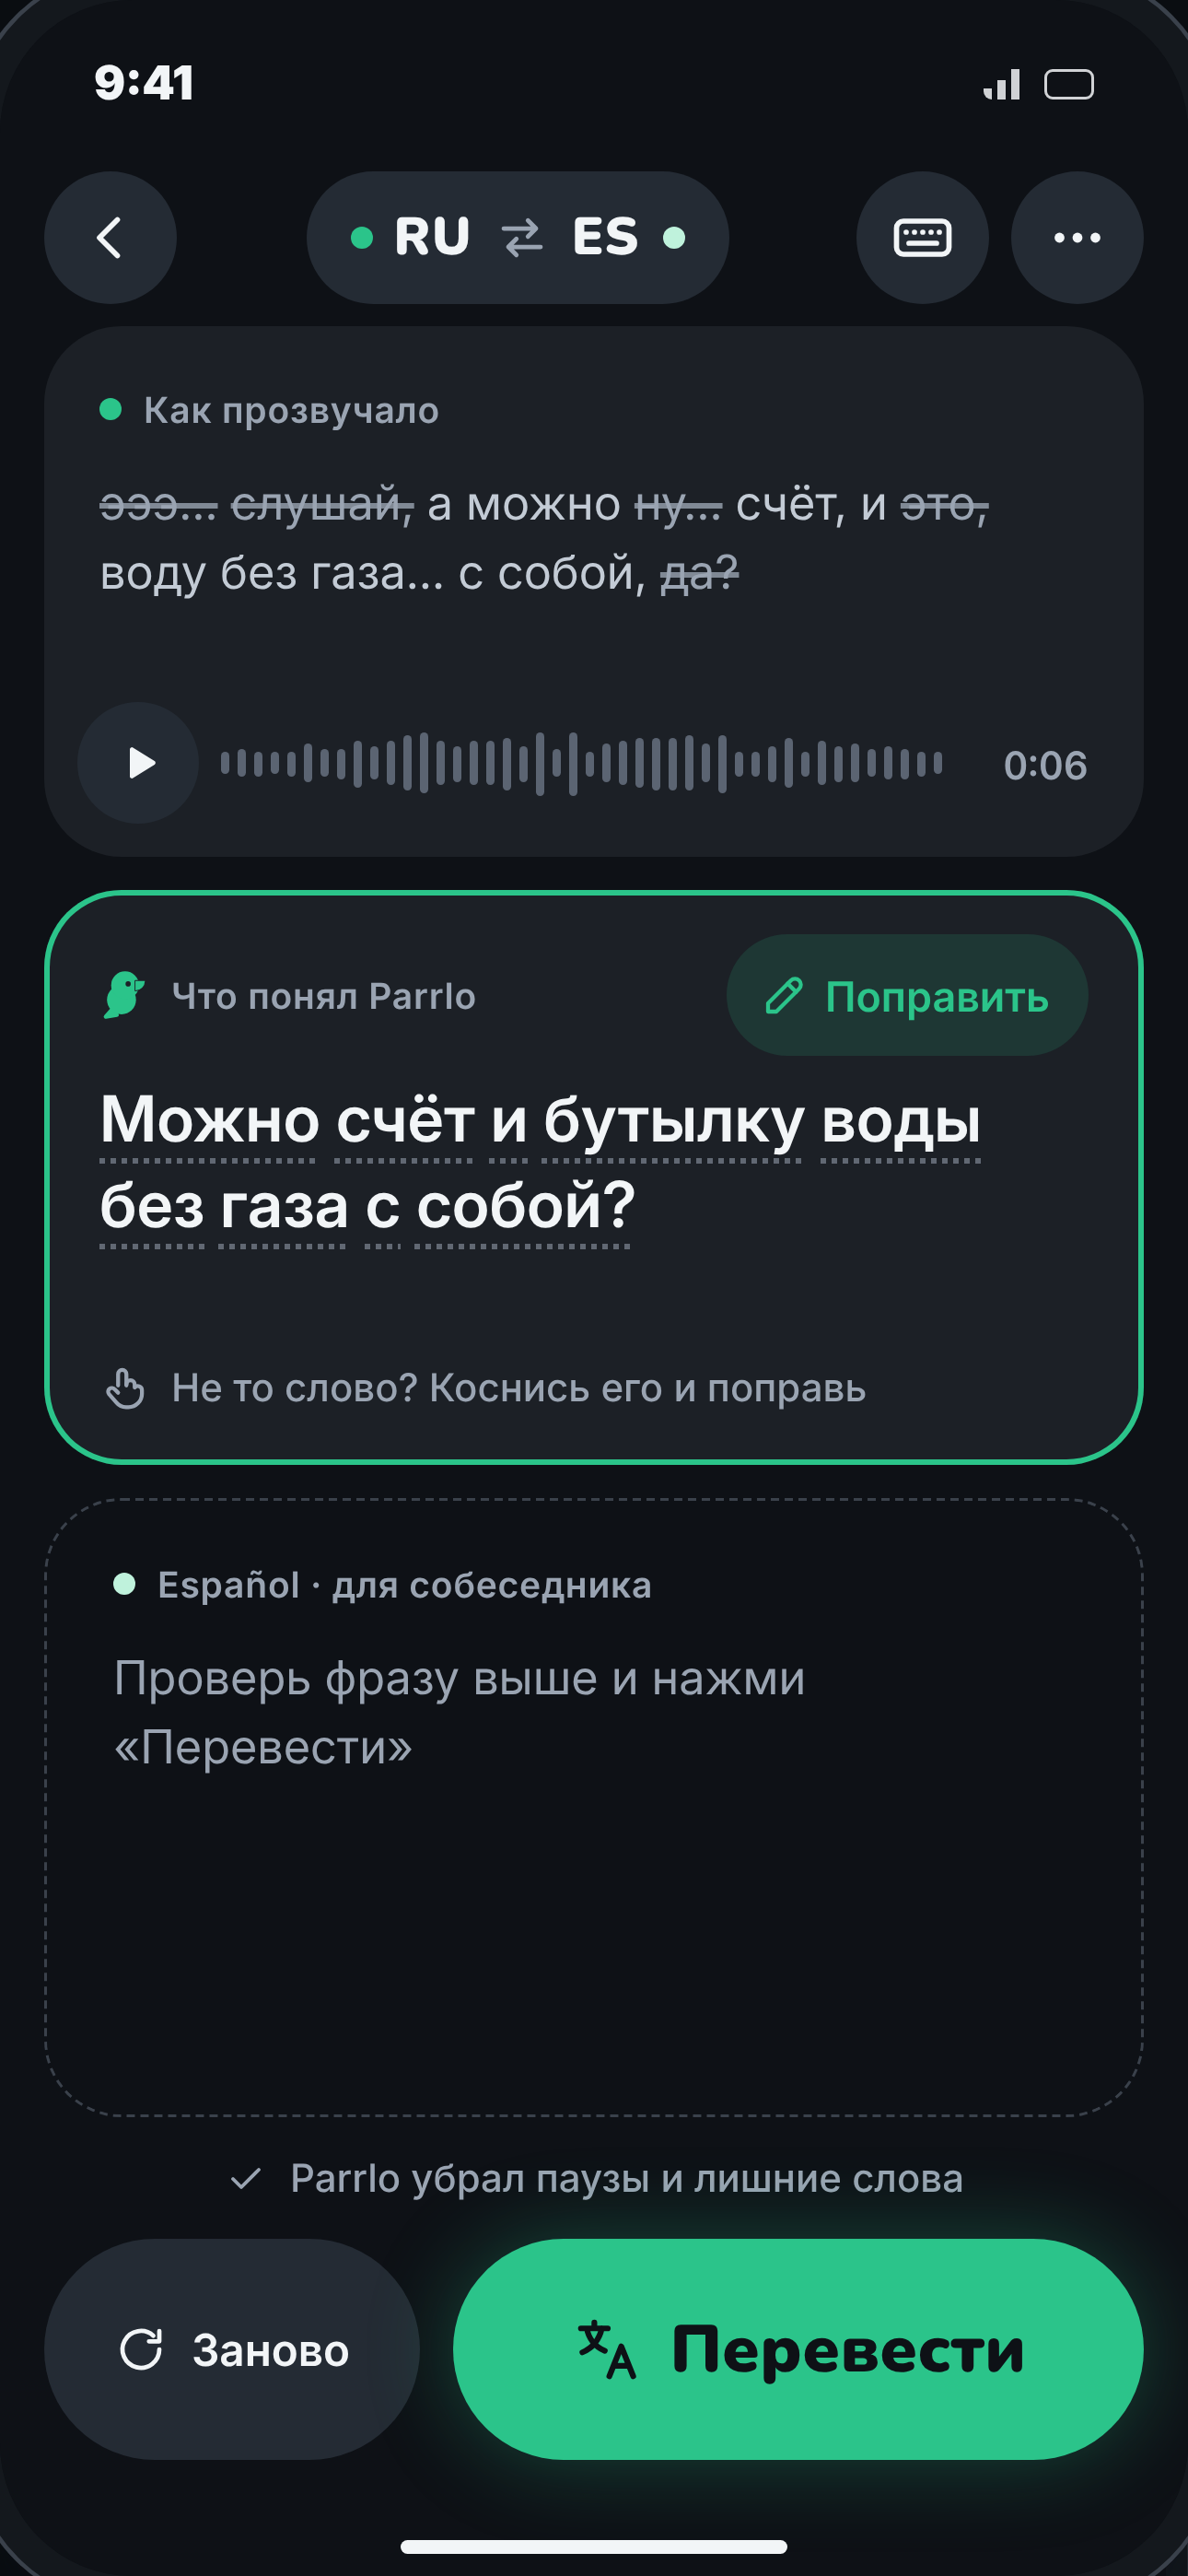 9:41
RU ⇄ ES
Как прозвучало
эээ... слушай, а можно ну... счёт, и это,
воду без газа... с собой, да?
0:06
Что понял Parrlo
Поправить
Можно счёт и бутылку воды
без газа с собой?
Не то слово? Коснись его и поправь
Español · для собеседника
Проверь фразу выше и нажми
«Перевести»
Parrlo убрал паузы и лишние слова
Заново
Перевести